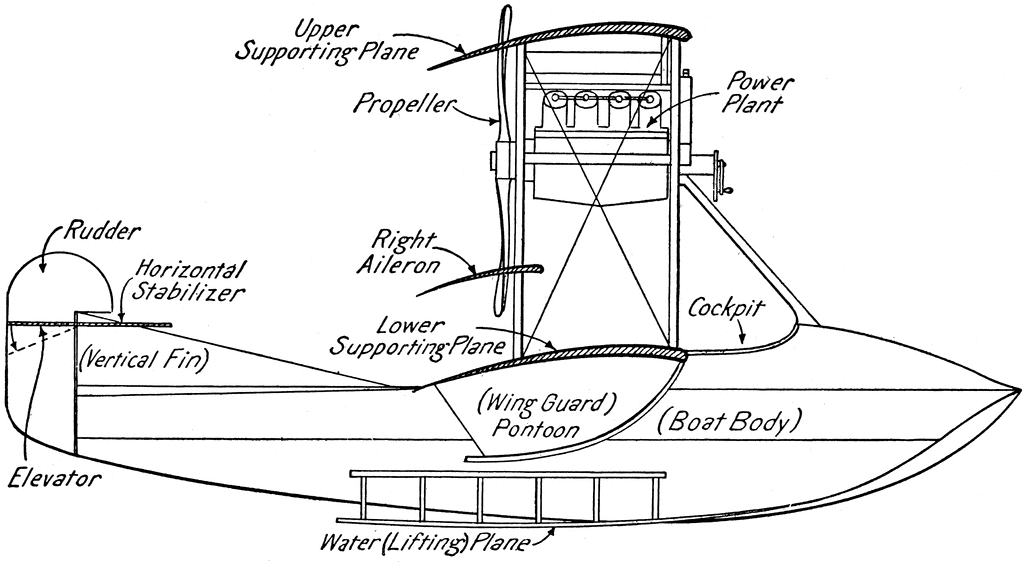 Upper
Supporting Plane
Propeller
Power
Plant
Rudder
Right
Aileron
Horizontal
Stabilizer
Cockpit
Lower
Supporting Plane
(Vertical Fin)
(Wing Guard)
Pontoon
(Boat Body)
Elevator
Water (Lifting) Plane